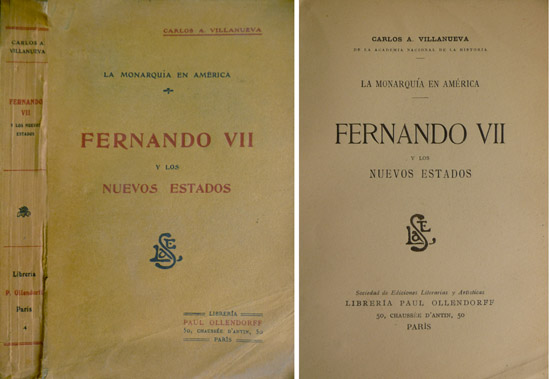 CARLOS A.
VILLANUEVA
FERNANDO
VII
Y LOS NUEVOS
ESTADOS
Librería
P. Ollendorff
París
4
CARLOS A. VILLANUEVA
LA MONARQUÍA EN AMÉRICA
FERNANDO VII
Y LOS
NUEVOS ESTADOS
LIBRERÍA
PAUL OLLENDORFF
50, CHAUSSÉE D'ANTIN, 50
PARÍS
CARLOS A. VILLANUEVA
DE LA ACADEMIA NACIONAL DE LA HISTORIA
LA MONARQUÍA EN AMÉRICA
FERNANDO VII
Y LOS
NUEVOS ESTADOS
Sociedad de Ediciones Literarias y Artísticas
LIBRERÍA PAUL OLLENDORFF
50, CHAUSSÉE D'ANTIN, 50
PARÍS